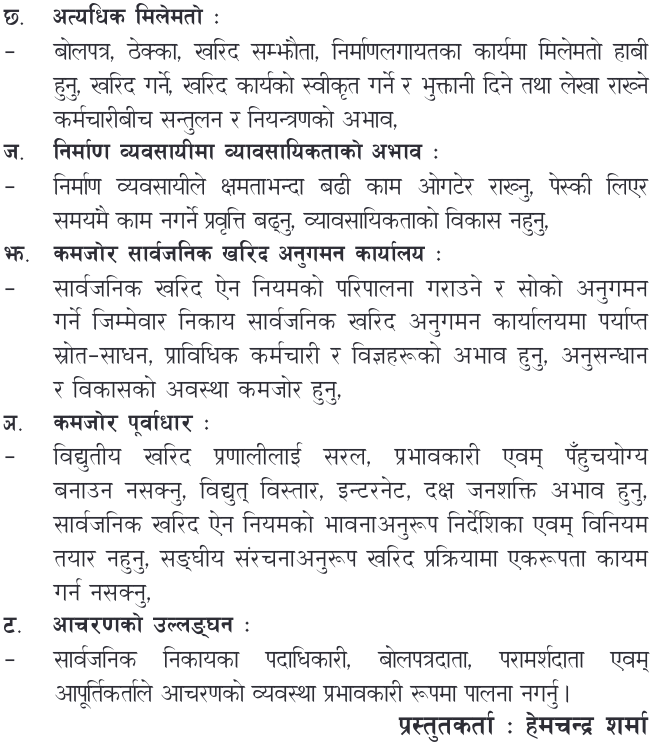 छ. अत्यधिक मिलेमतो :
– बोलपत्र, ठेक्का, खरिद सम्झौता, निर्माणलगायतका कार्यमा मिलेमतो हाबी
हुनु, खरिद गर्ने, खरिद कार्यको स्वीकृत गर्ने र भुक्तानी दिने तथा लेखा राख्ने
कर्मचारीबीच सन्तुलन र नियन्त्रणको अभाव,
ज. निर्माण व्यवसायीमा व्यावसायिकताको अभाव :
– निर्माण व्यवसायीले क्षमताभन्दा बढी काम ओगटेर राख्नु, पेस्की लिएर
समयमै काम नगर्ने प्रवृत्ति बढ्नु, व्यावसायिकताको विकास नहुनु,
झ. कमजोर सार्वजनिक खरिद अनुगमन कार्यालय :
– सार्वजनिक खरिद ऐन नियमको परिपालना गराउने र सोको अनुगमन
गर्ने जिम्मेवार निकाय सार्वजनिक खरिद अनुगमन कार्यालयमा पर्याप्त
स्रोत-साधन, प्राविधिक कर्मचारी र विज्ञहरूको अभाव हुनु, अनुसन्धान
र विकासको अवस्था कमजोर हुनु,
ञ. कमजोर पूर्वाधार :
– विद्युतीय खरिद प्रणालीलाई सरल, प्रभावकारी एवम् पँहुचयोग्य
बनाउन नसक्नु, विद्युत् विस्तार, इन्टरनेट, दक्ष जनशक्ति अभाव हुनु,
सार्वजनिक खरिद ऐन नियमको भावनाअनुरूप निर्देशिका एवम् विनियम
तयार नहुनु, सङ्घीय संरचनाअनुरूप खरिद प्रक्रियामा एकरूपता कायम
गर्न नसक्नु,
ट. आचरणको उल्लङ्घन :
– सार्वजनिक निकायका पदाधिकारी, बोलपत्रदाता, परामर्शदाता एवम्
आपूर्तिकर्ताले आचरणको व्यवस्था प्रभावकारी रूपमा पालना नगर्नु ।
प्रस्तुतकर्ता : हेमचन्द्र शर्मा